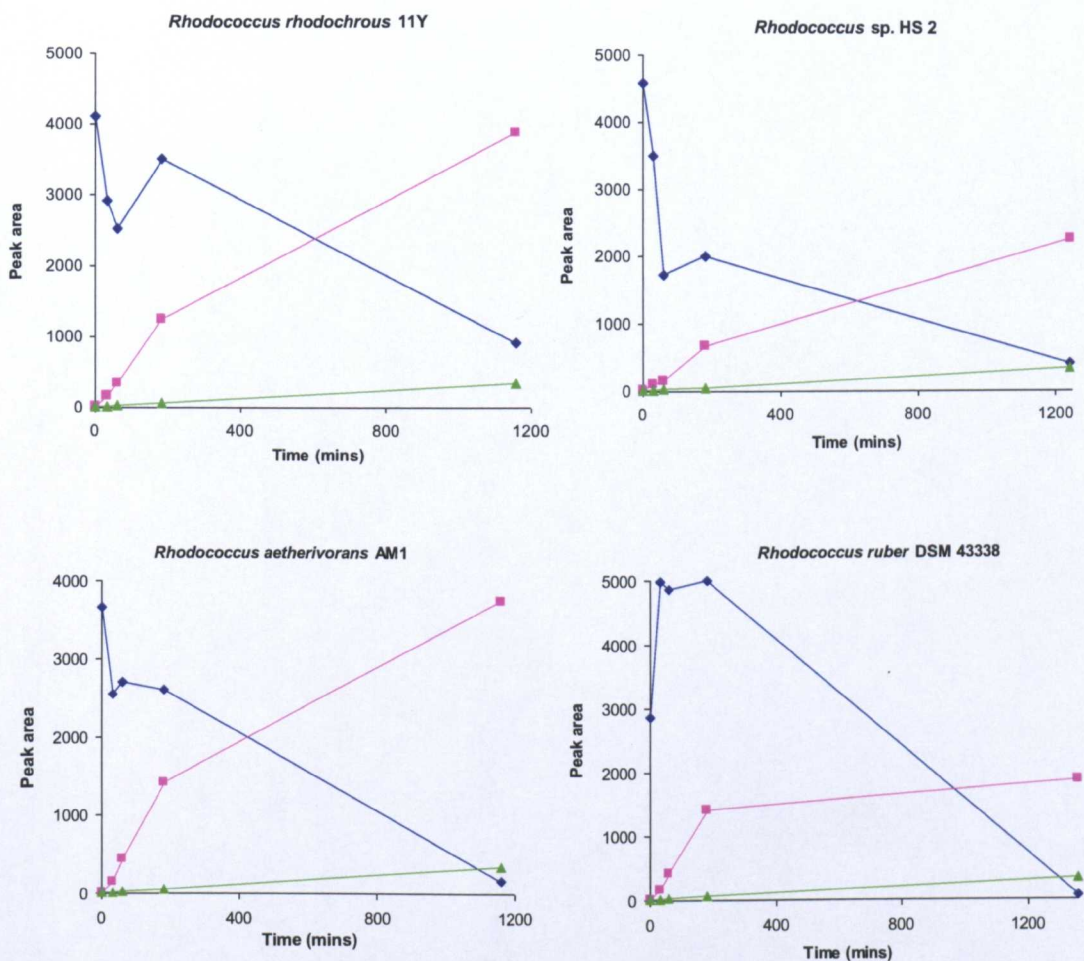 Rhodococcus rhodochrous 11Y
5000
4000
3000
2000
1000
0
Peak area
0 400 800 1200
Time (mins)
Rhodococcus sp. HS 2
5000
4000
3000
2000
1000
0
Peak area
0 400 800 1200
Time (mins)
Rhodococcus aetherivorans AM1
4000
3000
2000
1000
0
Peak area
0 400 800 1200
Time (mins)
Rhodococcus ruber DSM 43338
5000
4000
3000
2000
1000
0
Peak area
0 400 800 1200
Time (mins)